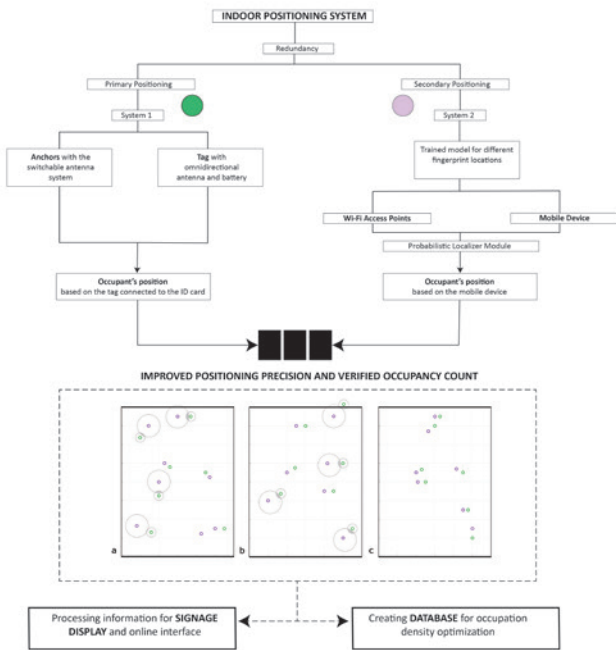 INDOOR POSITIONING SYSTEM
Redundancy
Primary Positioning
Secondary Positioning
System 1
System 2
Anchors with the
switchable antenna
system
Tag with
omnidirectional
antenna and battery
Trained model for different
fingerprint locations
Wi-Fi Access Points
Mobile Device
Probabilistic Localizer Module
Occupant's position
based on the tag connected to the ID card
Occupant's position
based on the mobile device
IMPROVED POSITIONING PRECISION AND VERIFIED OCCUPANCY COUNT
a
b
c
Processing information for SIGNAGE
DISPLAY and online interface
Creating DATABASE for occupation
density optimization